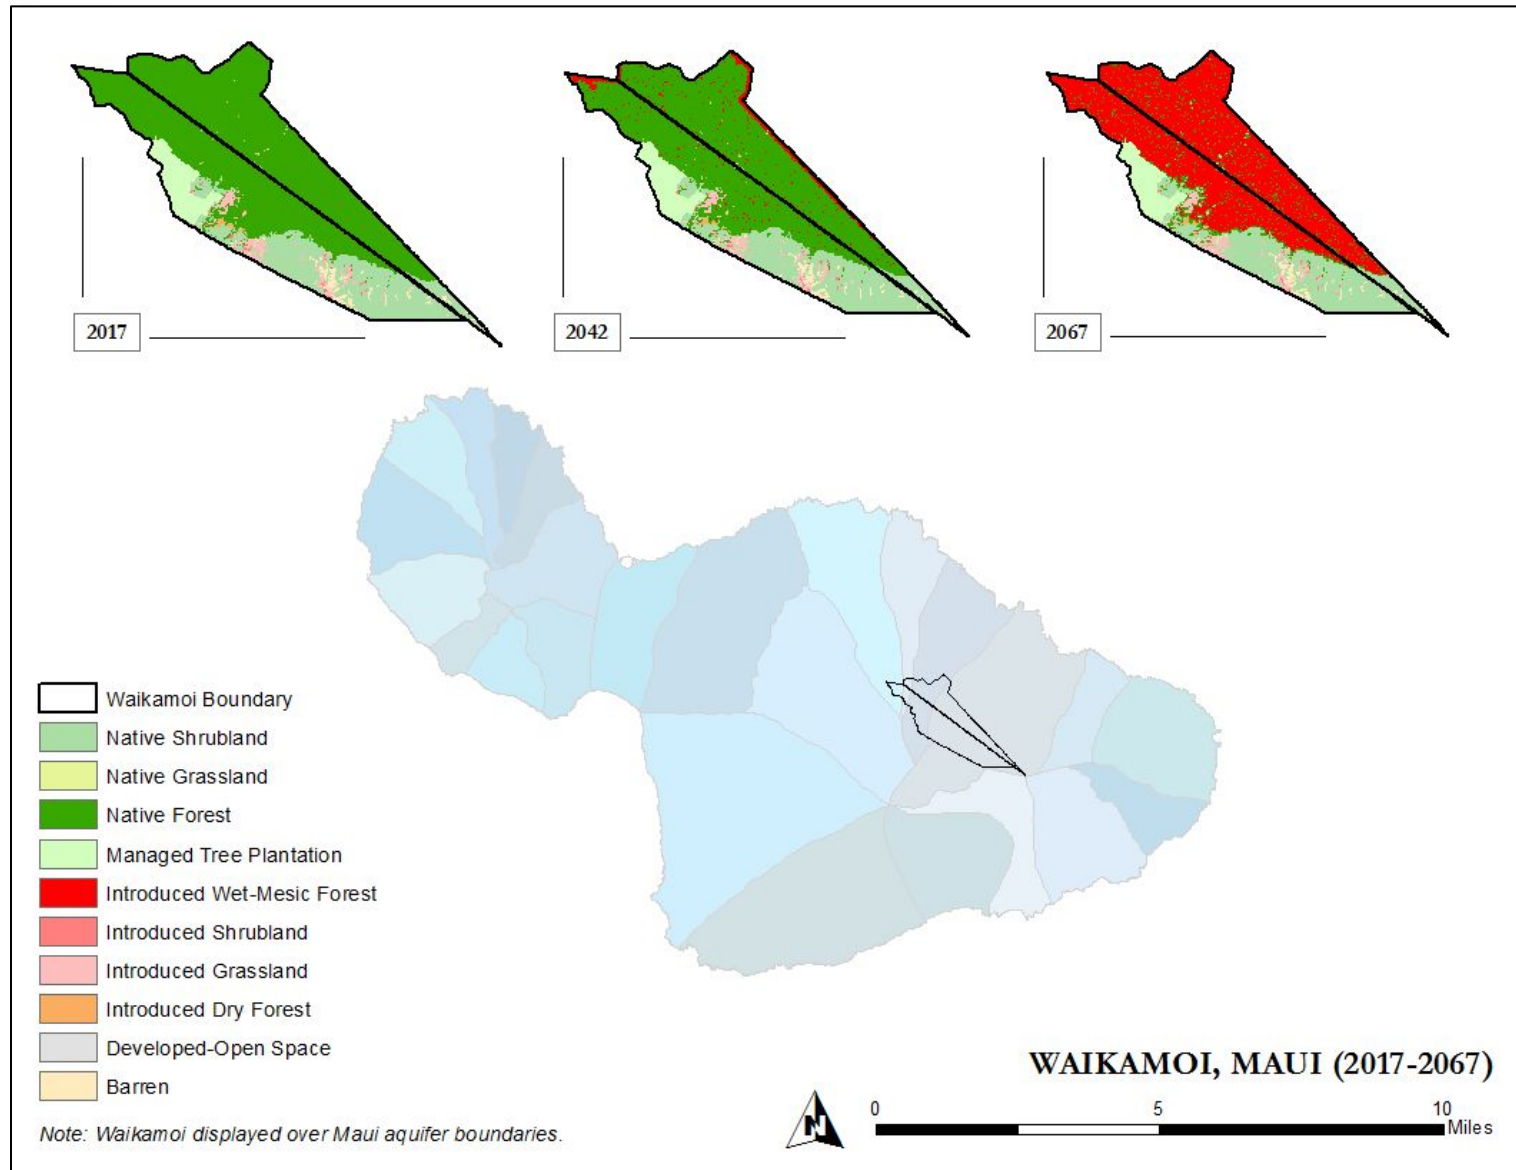 2017
2042
2067
Waikamoi Boundary
Native Shrubland
Native Grassland
Native Forest
Managed Tree Plantation
Introduced Wet-Mesic Forest
Introduced Shrubland
Introduced Grassland
Introduced Dry Forest
Developed-Open Space
Barren
Note: Waikamoi displayed over Maui aquifer boundaries.
WAIKAMOI, MAUI (2017-2067)
N
0 5 10
Miles